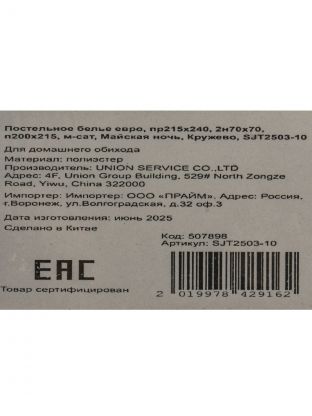 Постельное белье евро, пр215х240, 2н70х70,
п200х215, м-сат, Майская ночь, Кружево, SJT2503-10
Для домашнего обихода
Материал: полиэстер
Производитель: UNION SERVICE CO.,LTD
Адрес: 4F, Union Group Building, 529# North Zongze
Road, Yiwu, China 322000
Импортер: Импортер: ООО «ПРАЙМ», Адрес: Россия,
г.Воронеж, ул.Волгоградская, д.32 оф.3
Дата изготовления: июнь 2025
Сделано в Китае
Код: 507898
Артикул: SJT2503-10
EAC
Товар сертифицирован
2 019978 429162